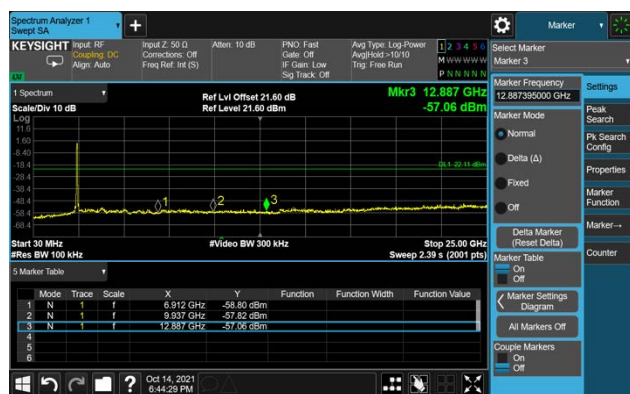 Spectrum Analyzer 1
Swept SA
Marker
KEYSIGHT
Input: RF
Coupling: DC
Align: Auto
Input Z: 50 Ω
Corrections: Off
Freq Ref: Int (S)
Atten: 10 dB
PNO: Fast
Gate: Off
IF Gain: Low
Sig Track: Off
Avg Type: Log-Power
Avg|Hold:>10/10
Trig: Free Run
1 2 3 4 5 6
M W W W W W
P N N N N N
LVI
1 Spectrum
Scale/Div 10 dB
Log
Ref Lvl Offset 21.60 dB
Ref Level 21.60 dBm
Mkr3 12.887 GHz
-57.06 dBm
11.6
1.60
-8.40
-18.4
-28.4
-38.4
-48.4
-58.4
-68.4
DL1 -22.11 dBm
1
2
3
Start 30 MHz
#Res BW 100 kHz
#Video BW 300 kHz
Stop 25.00 GHz
Sweep 2.39 s (2001 pts)
5 Marker Table
Mode Trace Scale X Y Function Function Width Function Value
1 N 1 f 6.912 GHz -58.80 dBm
2 N 1 f 9.937 GHz -57.82 dBm
3 N 1 f 12.887 GHz -57.06 dBm
4
5
6
Select Marker
Marker 3
Marker Frequency
12.887395000 GHz
Marker Mode
Normal
Delta (Δ)
Fixed
Off
Delta Marker
(Reset Delta)
Marker Table
On
Off
Marker Settings
Diagram
All Markers Off
Couple Markers
On
Off
Settings
Peak
Search
Pk Search
Config
Properties
Marker
Function
Marker→
Counter
?
Oct 14, 2021
6:44:29 PM